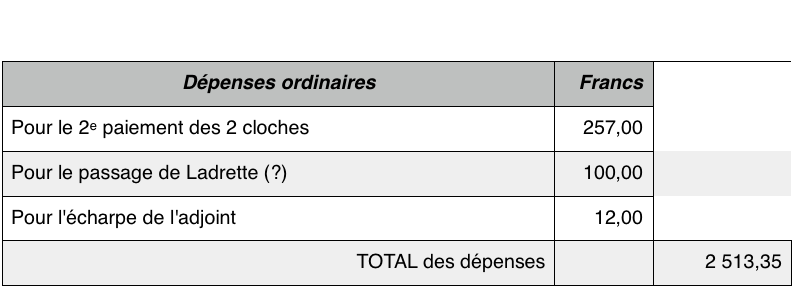 Dépenses ordinaires Francs
Pour le 2e paiement des 2 cloches 257,00
Pour le passage de Ladrette (?) 100,00
Pour l'écharpe de l'adjoint 12,00
TOTAL des dépenses 2 513,35